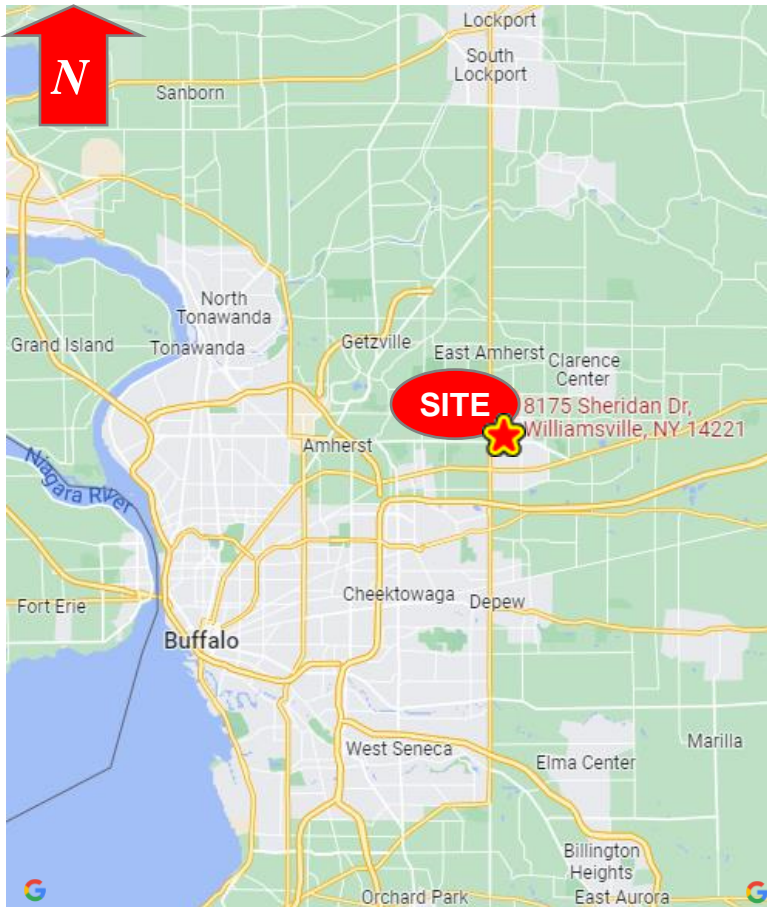 Lockport
South
Lockport
N
Sanborn
North
Tonawanda
Grand Island
Tonawanda
Getzville
East Amherst
Clarence
Center
SITE
8175 Sheridan Dr,
Williamsville, NY 14221
Amherst
Niagara River
Fort Erie
Cheektowaga
Depew
Buffalo
West Seneca
Marilla
Elma Center
Billington
Heights
Orchard Park
East Aurora
G
G